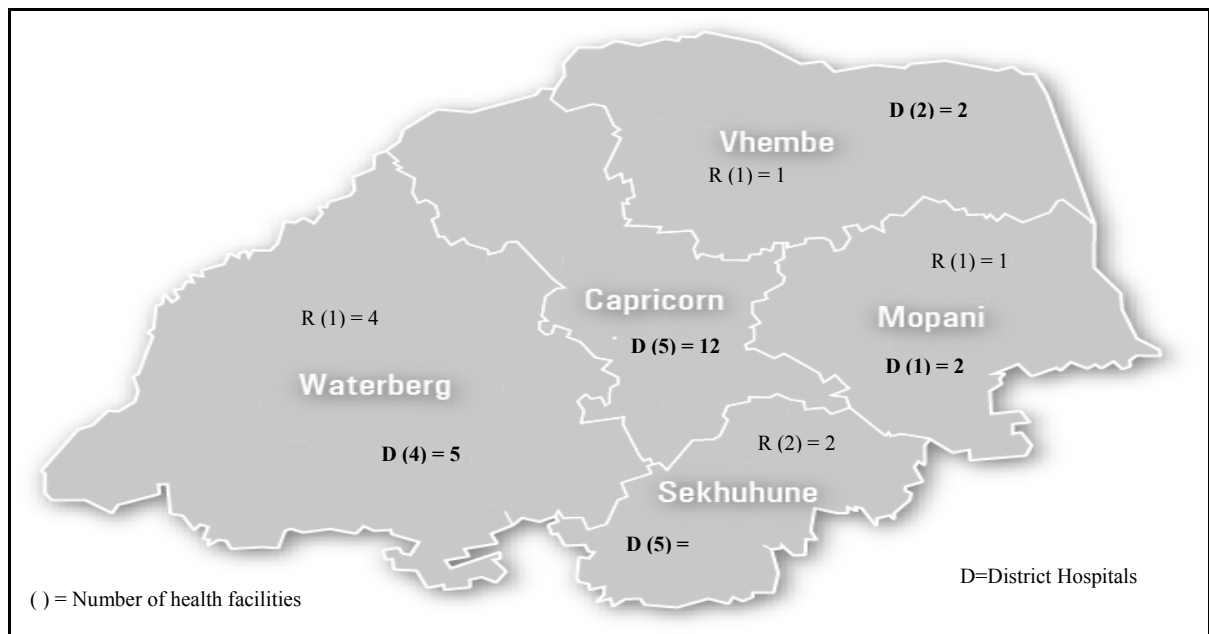 D (2) = 2
Vhembe
R (1) = 1
R (1) = 1
Capricorn
R (1) = 4
Mopani
D (5) = 12
D (1) = 2
Waterberg
R (2) = 2
D (4) = 5
Sekhuhune
D (5) =
D=District Hospitals
( ) = Number of health facilities